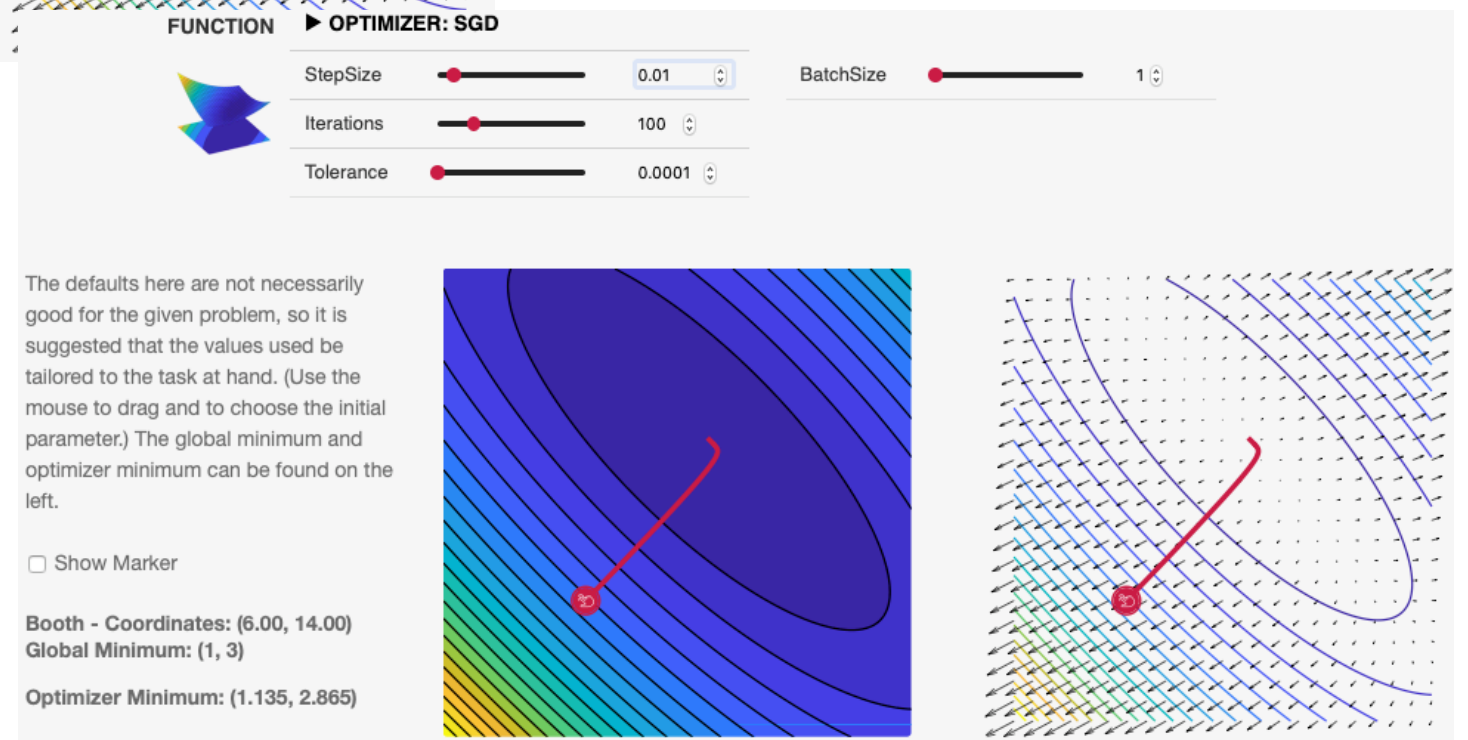 FUNCTION
▶ OPTIMIZER: SGD
StepSize 0.01
BatchSize 1
Iterations 100
Tolerance 0.0001
The defaults here are not necessarily
good for the given problem, so it is
suggested that the values used be
tailored to the task at hand. (Use the
mouse to drag and to choose the initial
parameter.) The global minimum and
optimizer minimum can be found on the
left.
Show Marker
Booth - Coordinates: (6.00, 14.00)
Global Minimum: (1, 3)
Optimizer Minimum: (1.135, 2.865)